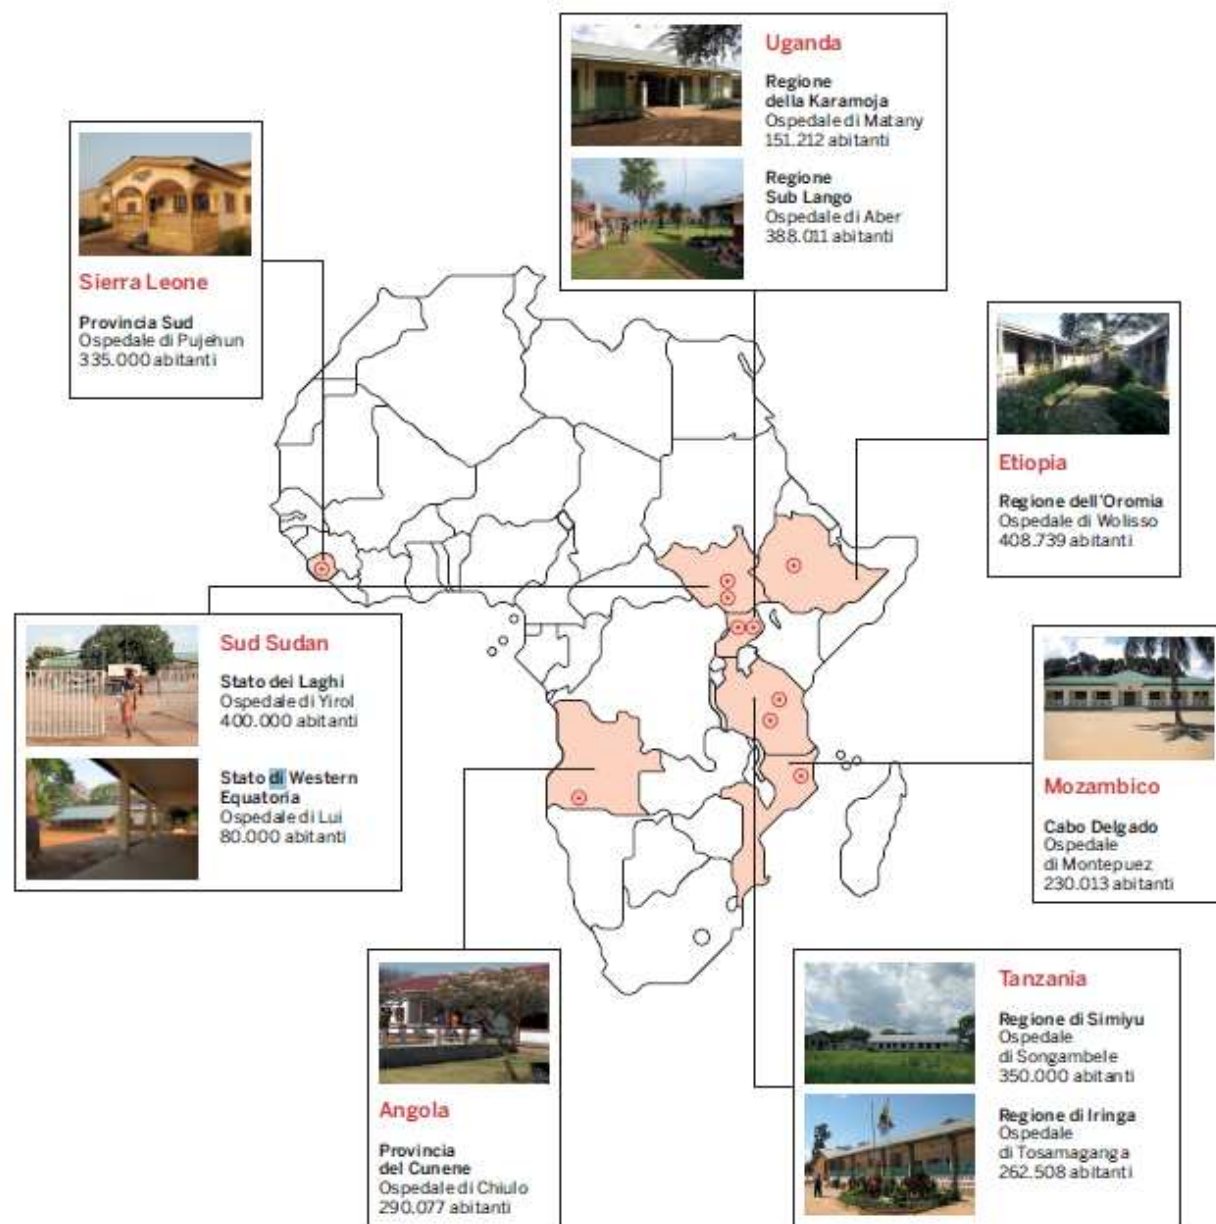 Uganda
Regione
della Karamoja
Ospedale di Matany
151.212 abitanti
Regione
Sub Lango
Ospedale di Aber
388.011 abitanti
Sierra Leone
Provincia Sud
Ospedale di Pujehun
335.000 abitanti
Etiopia
Regione dell'Oromia
Ospedale di Wolisso
408.739 abitanti
Sud Sudan
Stato dei Laghi
Ospedale di Yirol
400.000 abitanti
Stato di Western
Equatoria
Ospedale di Lui
80.000 abitanti
Mozambico
Cabo Delgado
Ospedale
di Montepuez
230.013 abitanti
Angola
Provincia
del Cunene
Ospedale di Chiulo
290.077 abitanti
Tanzania
Regione di Simiyu
Ospedale
di Songambele
350.000 abitanti
Regione di Iringa
Ospedale
di Tosamaganga
262.508 abitanti